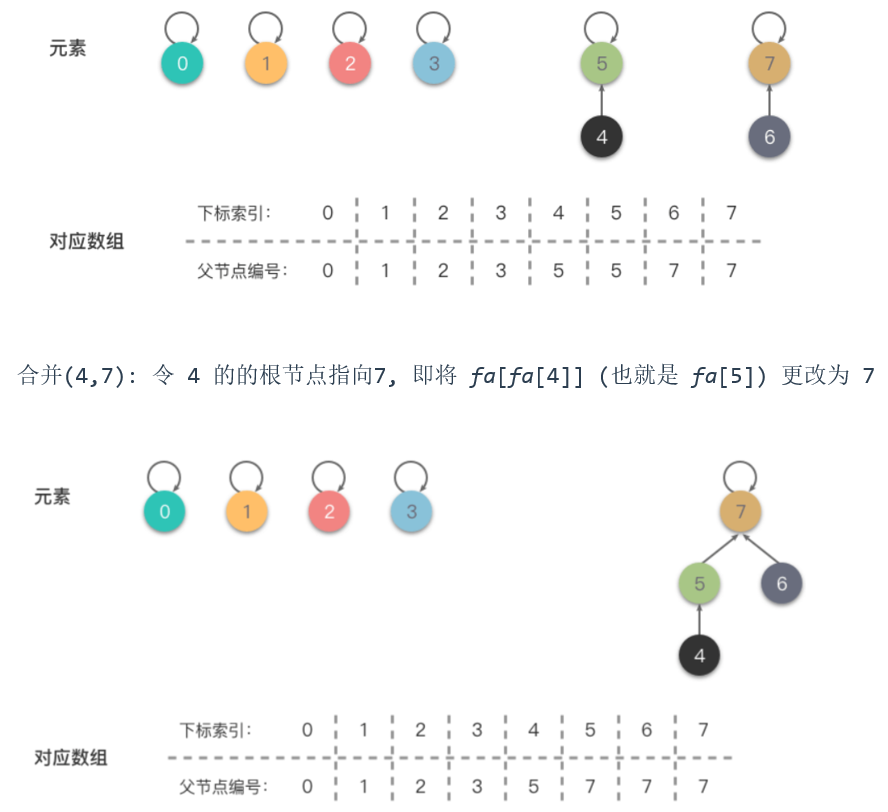 元素
0 1 2 3 5 7
4 6
下标索引: 0 1 2 3 4 5 6 7
对应数组
父节点编号: 0 1 2 3 5 5 7 7
合并(4,7): 令 4 的的根节点指向7, 即将 fa[fa[4]] (也就是 fa[5]) 更改为 7
元素
0 1 2 3 7
5 6
4
下标索引: 0 1 2 3 4 5 6 7
对应数组
父节点编号: 0 1 2 3 5 7 7 7